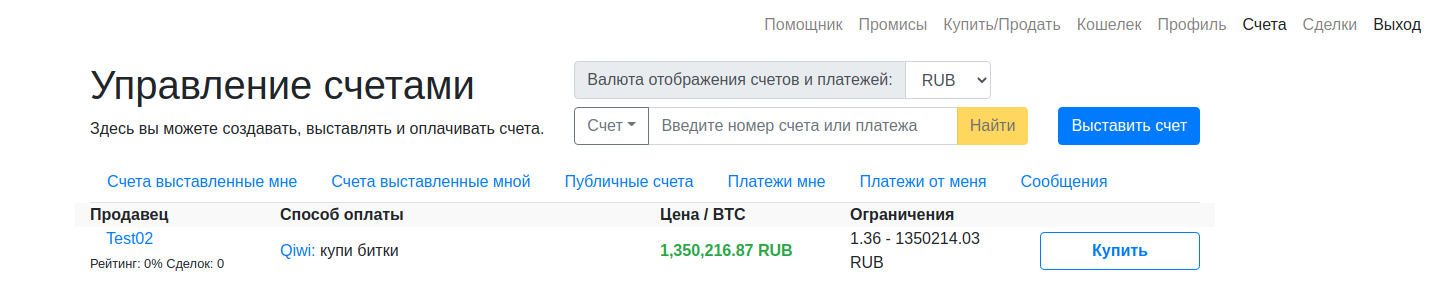 Помощник Промисы Купить/Продать Кошелек Профиль Счета Сделки Выход
Управление счетами
Валюта отображения счетов и платежей: RUB
Здесь вы можете создавать, выставлять и оплачивать счета.
Счет Введите номер счета или платежа Найти Выставить счет
Счета выставленные мне Счета выставленные мной Публичные счета Платежи мне Платежи от меня Сообщения
Продавец Способ оплаты Цена / BTC Ограничения
Test02
Рейтинг: 0% Сделок: 0
Qiwi: купи битки
1,350,216.87 RUB
1.36 - 1350214.03
RUB
Купить